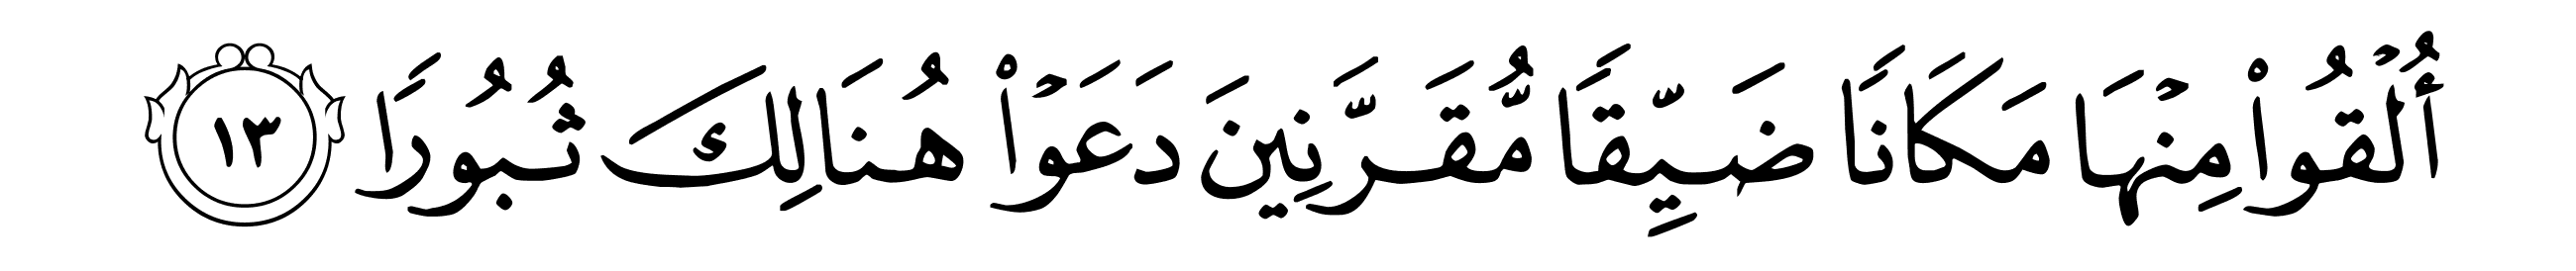 أُلْقُوا۟ مِنْهَا مَكَانًا ضَيِّقًا مُّقَرَّنِينَ دَعَوْا۟ هُنَالِكَ ثُبُورًا ١٣